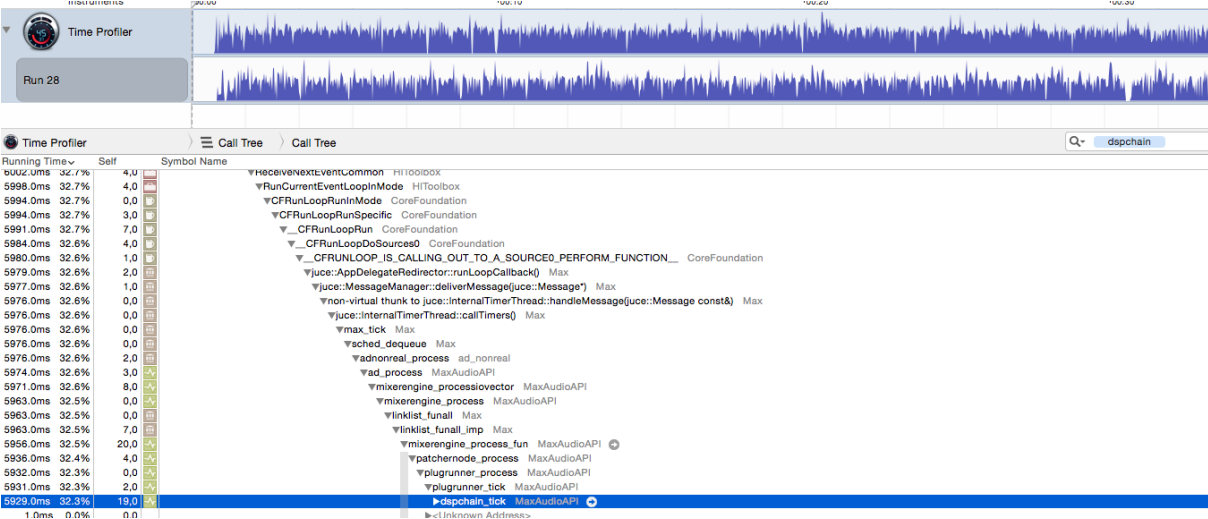 Instruments
00:00 00:10 00:20 00:30
Time Profiler
Run 28
Time Profiler Call Tree Call Tree dspchain
Running Time Self Symbol Name
6002.0ms 32.7% 4,0 ▼ReceiveNextEventCommon HIToolbox
5998.0ms 32.7% 4,0 ▼RunCurrentEventLoopInMode HIToolbox
5994.0ms 32.7% 0,0 ▼CFRunLoopRunInMode CoreFoundation
5994.0ms 32.7% 3,0 ▼CFRunLoopRunSpecific CoreFoundation
5991.0ms 32.7% 7,0 ▼__CFRunLoopRun CoreFoundation
5984.0ms 32.6% 4,0 ▼__CFRunLoopDoSources0 CoreFoundation
5980.0ms 32.6% 1,0 ▼__CFRUNLOOP_IS_CALLING_OUT_TO_A_SOURCE0_PERFORM_FUNCTION__ CoreFoundation
5979.0ms 32.6% 2,0 ▼juce::AppDelegateRedirector::runLoopCallback() Max
5977.0ms 32.6% 1,0 ▼juce::MessageManager::deliverMessage(juce::Message*) Max
5976.0ms 32.6% 0,0 ▼non-virtual thunk to juce::InternalTimerThread::handleMessage(juce::Message const&) Max
5976.0ms 32.6% 0,0 ▼juce::InternalTimerThread::callTimers() Max
5976.0ms 32.6% 0,0 ▼max_tick Max
5976.0ms 32.6% 0,0 ▼sched_dequeue Max
5976.0ms 32.6% 2,0 ▼adnonreal_process ad_nonreal
5974.0ms 32.6% 3,0 ▼ad_process MaxAudioAPI
5971.0ms 32.6% 8,0 ▼mixerengine_processiovector MaxAudioAPI
5963.0ms 32.5% 0,0 ▼mixerengine_process MaxAudioAPI
5963.0ms 32.5% 0,0 ▼linklist_funall Max
5963.0ms 32.5% 7,0 ▼linklist_funall_imp Max
5956.0ms 32.5% 20,0 ▼mixerengine_process_fun MaxAudioAPI
5936.0ms 32.4% 4,0 ▼patchernode_process MaxAudioAPI
5932.0ms 32.3% 0,0 ▼plugrunner_process MaxAudioAPI
5931.0ms 32.3% 2,0 ▼plugrunner_tick MaxAudioAPI
5929.0ms 32.3% 19,0 ▶dspchain_tick MaxAudioAPI
1.0ms 0.0% 0,0 ▶<Unknown Address>